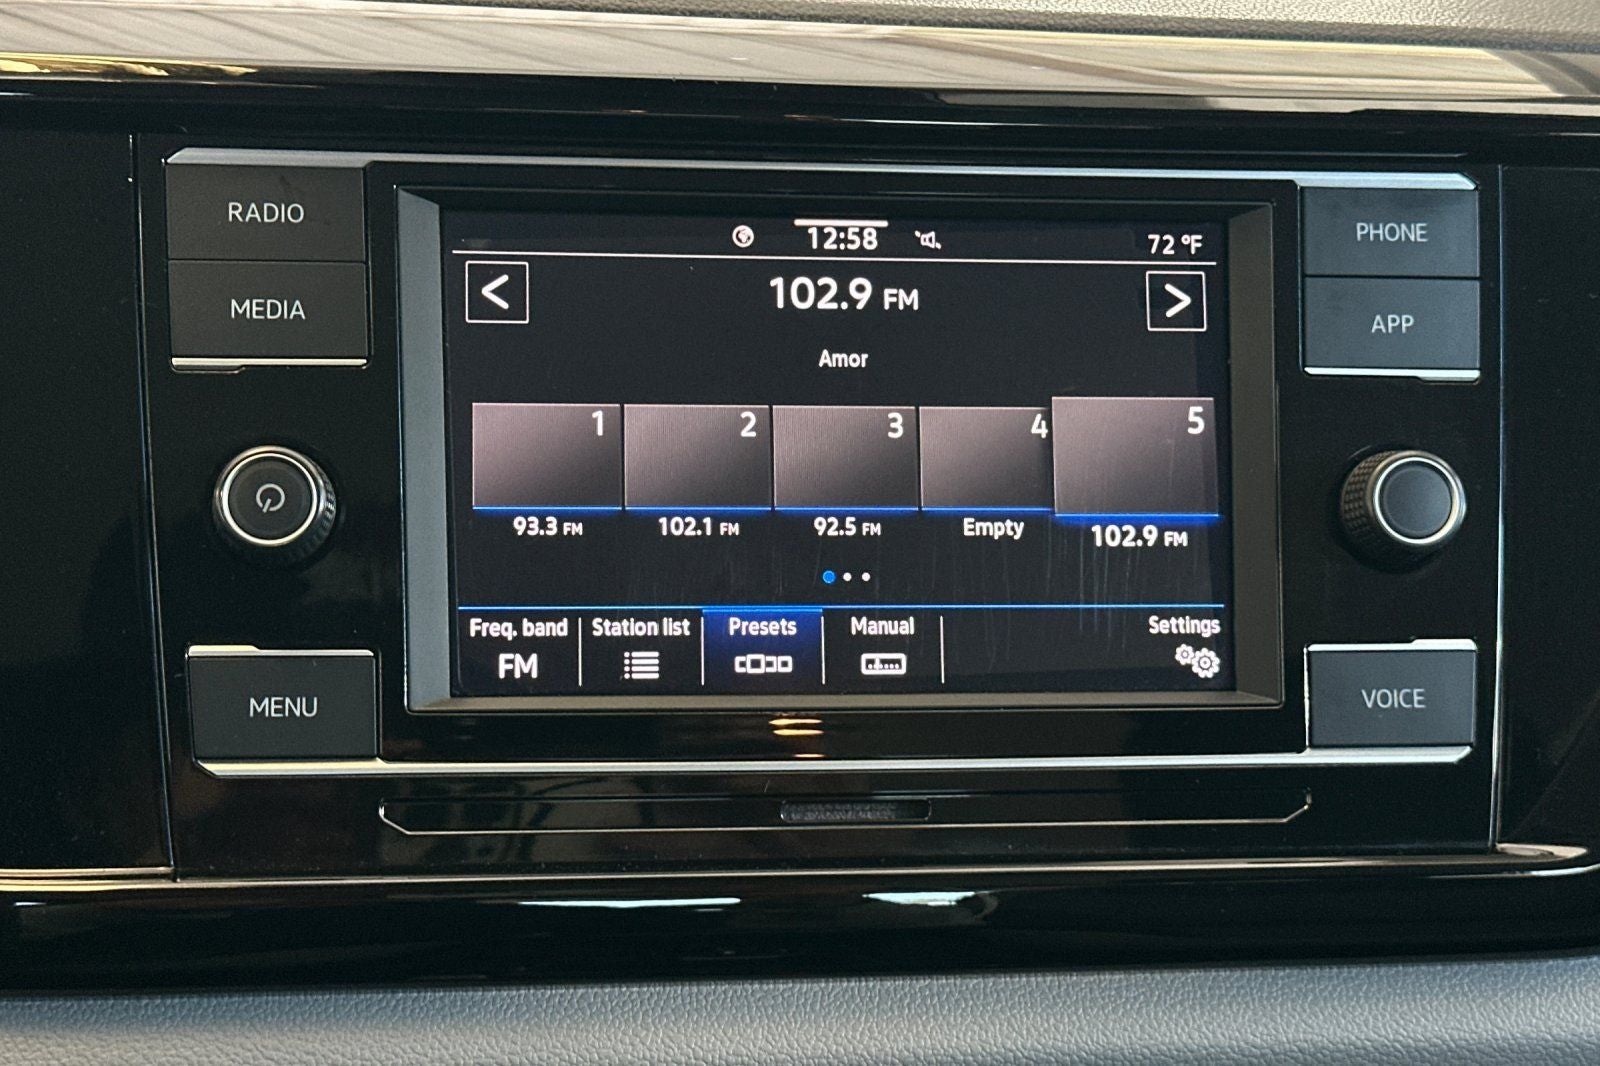 RADIO
MEDIA
MENU
12:58
72 °F
<
102.9 FM
>
Amor
1
2
3
4
5
93.3 FM
102.1 FM
92.5 FM
Empty
102.9 FM
Freq. band
FM
Station list
Presets
Manual
Settings
PHONE
APP
VOICE